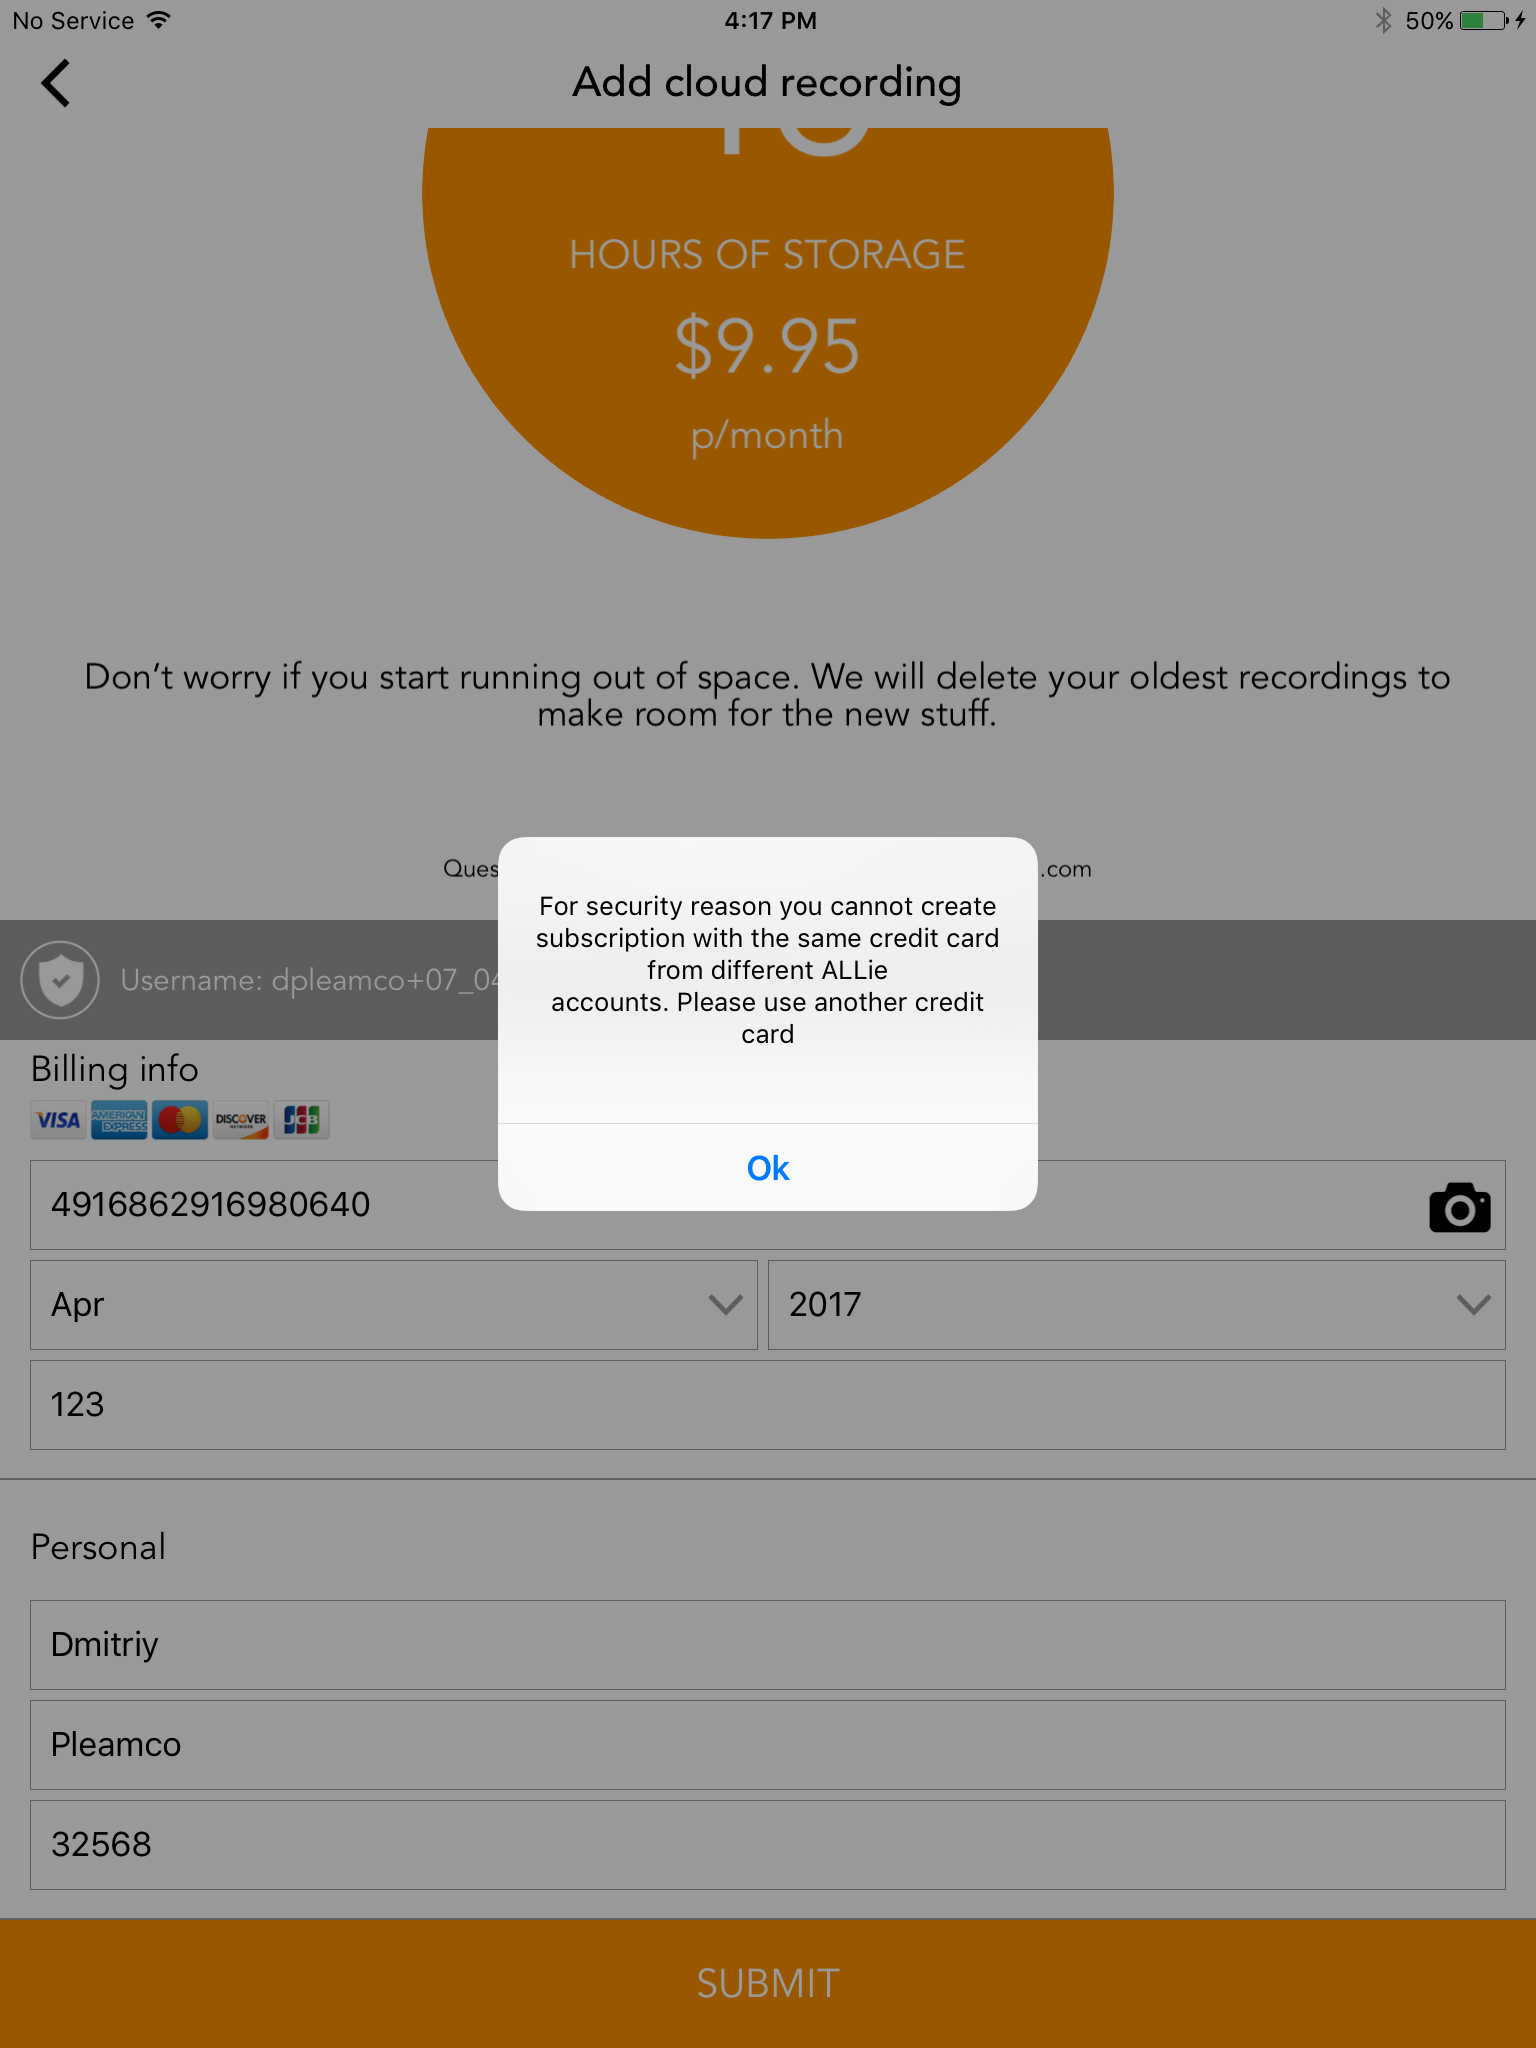 No Service
4:17 PM
50%
Add cloud recording
HOURS OF STORAGE
$9.95
p/month
Don't worry if you start running out of space. We will delete your oldest recordings to
make room for the new stuff.
.com
For security reason you cannot create
subscription with the same credit card
from different ALLie
accounts. Please use another credit
card
Ok
Username: dpleamco+07_04
Billing info
VISA
AMERICAN EXPRESS
DISCOVER NETWORK
JCB
4916862916980640
Apr
2017
123
Personal
Dmitriy
Pleamco
32568
SUBMIT